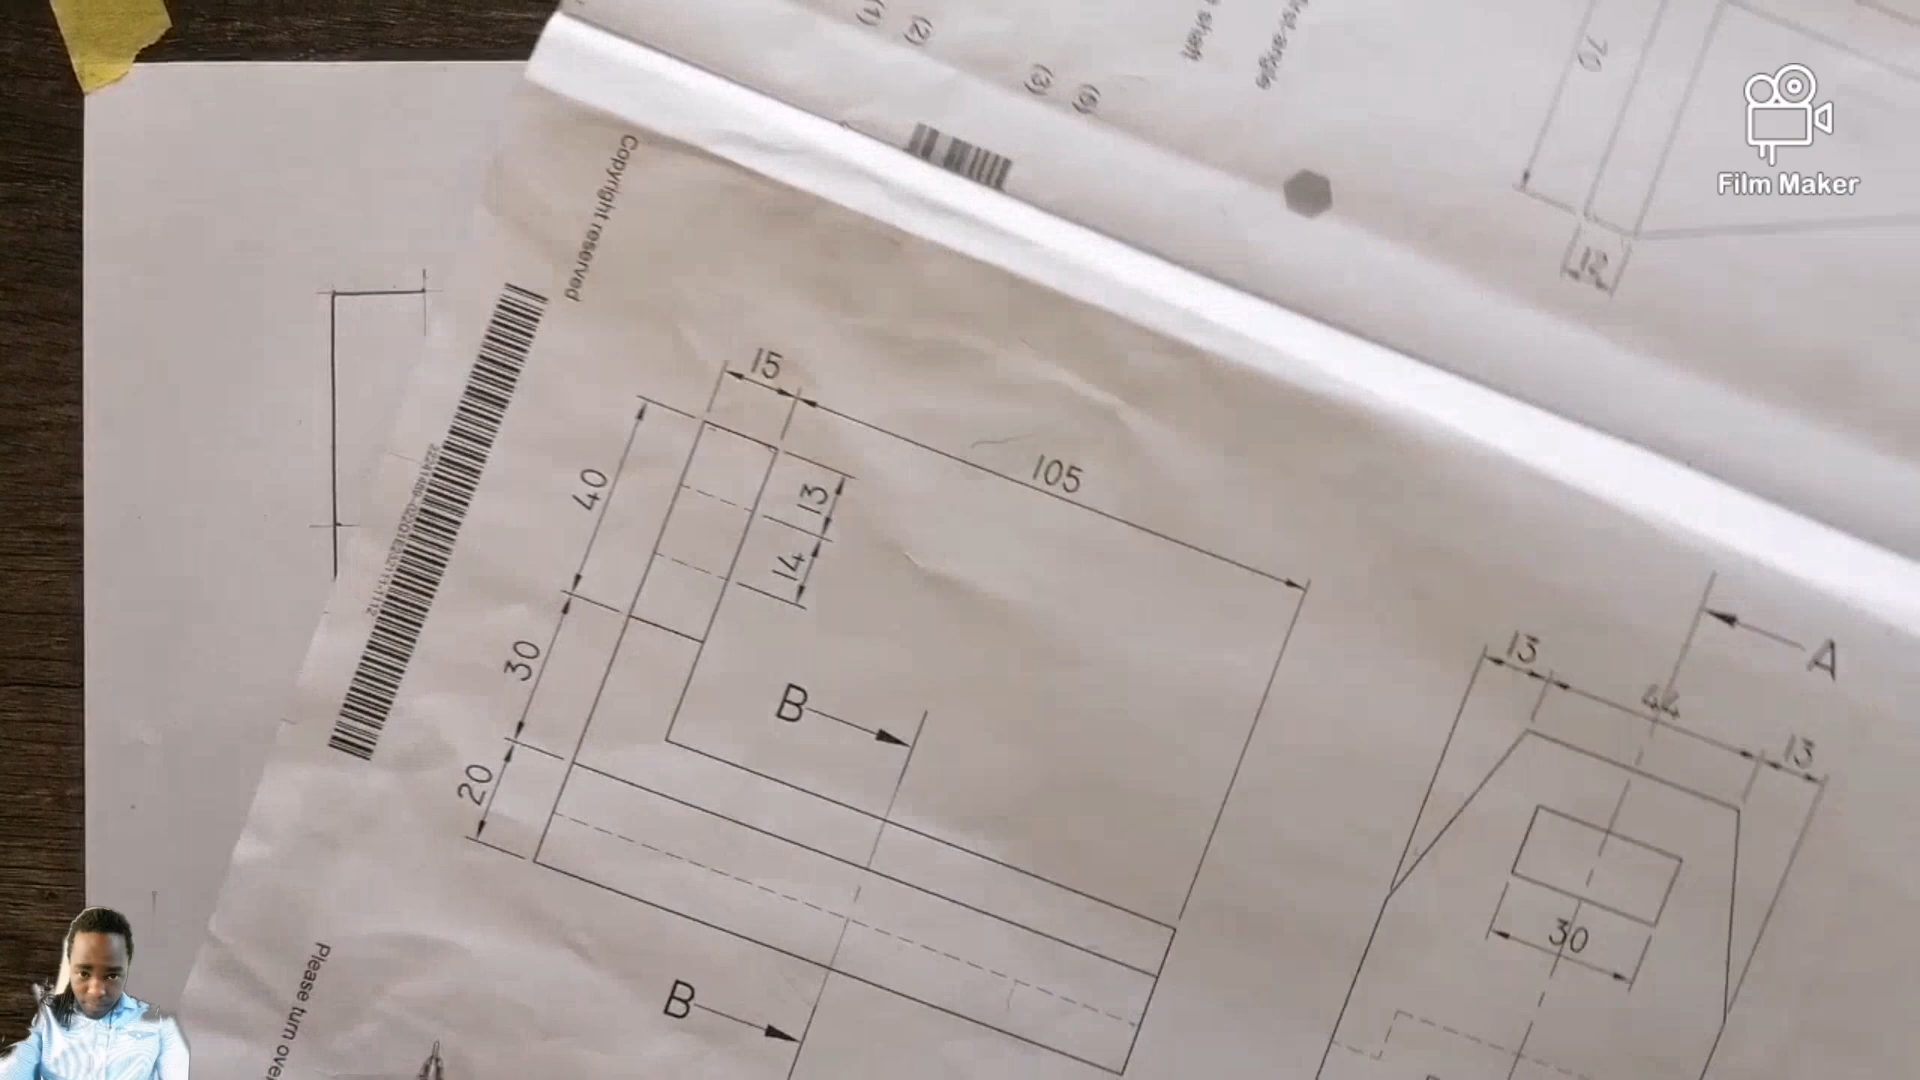 (1)
(2)
(3)
(6)
shaft
70
12
Film Maker
Copyright reserved
15
105
40
13
14
30
20
B
B
A
13
44
13
30
Please turn over